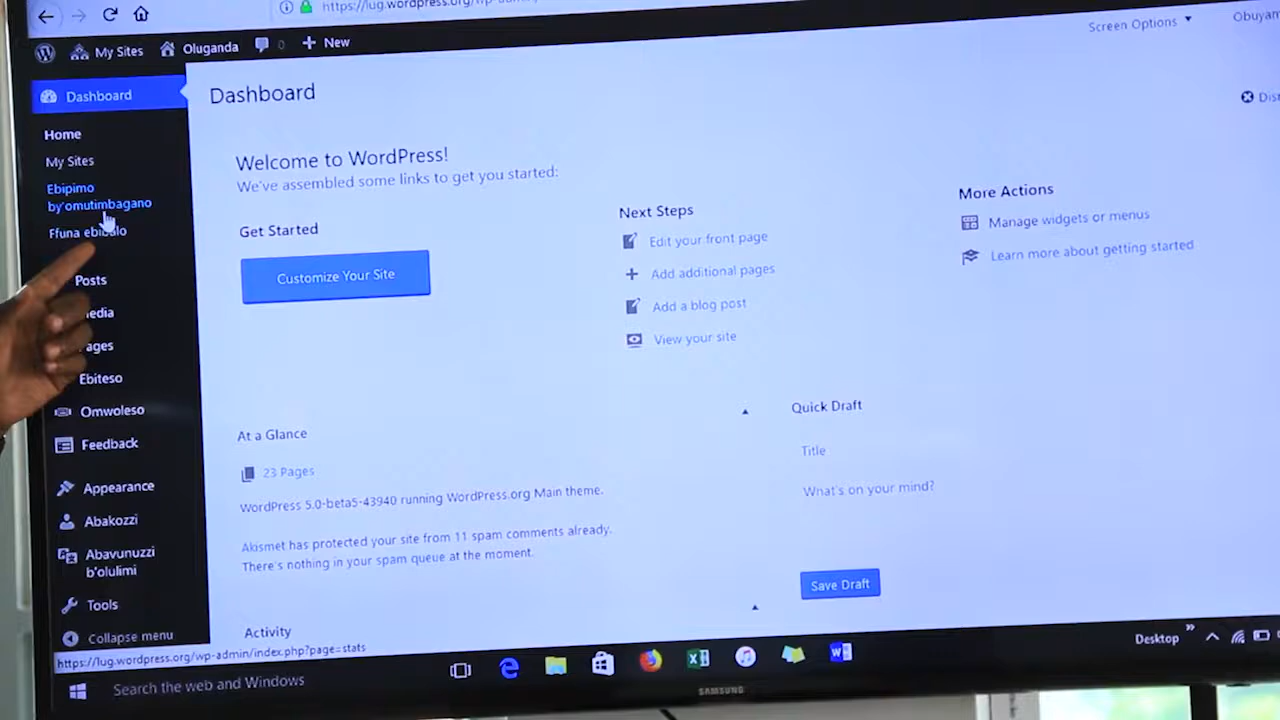 https://lug.wordpress.org/wp-admin/
My Sites
Oluganda
0
New
Screen Options
Dashboard
Home
My Sites
Ebipimo
by'omutimbagano
Ffuna ebibalo
Posts
Pages
Ebiteso
Omwoleso
Feedback
Appearance
Abakozzi
Abavunuzzi
b'olulimi
Tools
Collapse menu
Dashboard
Welcome to WordPress!
We've assembled some links to get you started:
Get Started
Customize Your Site
Next Steps
Edit your front page
Add additional pages
Add a blog post
View your site
More Actions
Manage widgets or menus
Learn more about getting started
At a Glance
23 Pages
WordPress 5.0-beta5-43940 running WordPress.org Main theme.
Akismet has protected your site from 11 spam comments already.
There's nothing in your spam queue at the moment.
Activity
Quick Draft
Title
What's on your mind?
Save Draft
https://lug.wordpress.org/wp-admin/index.php?page=stats
Search the web and Windows
Desktop
SAMSUNG